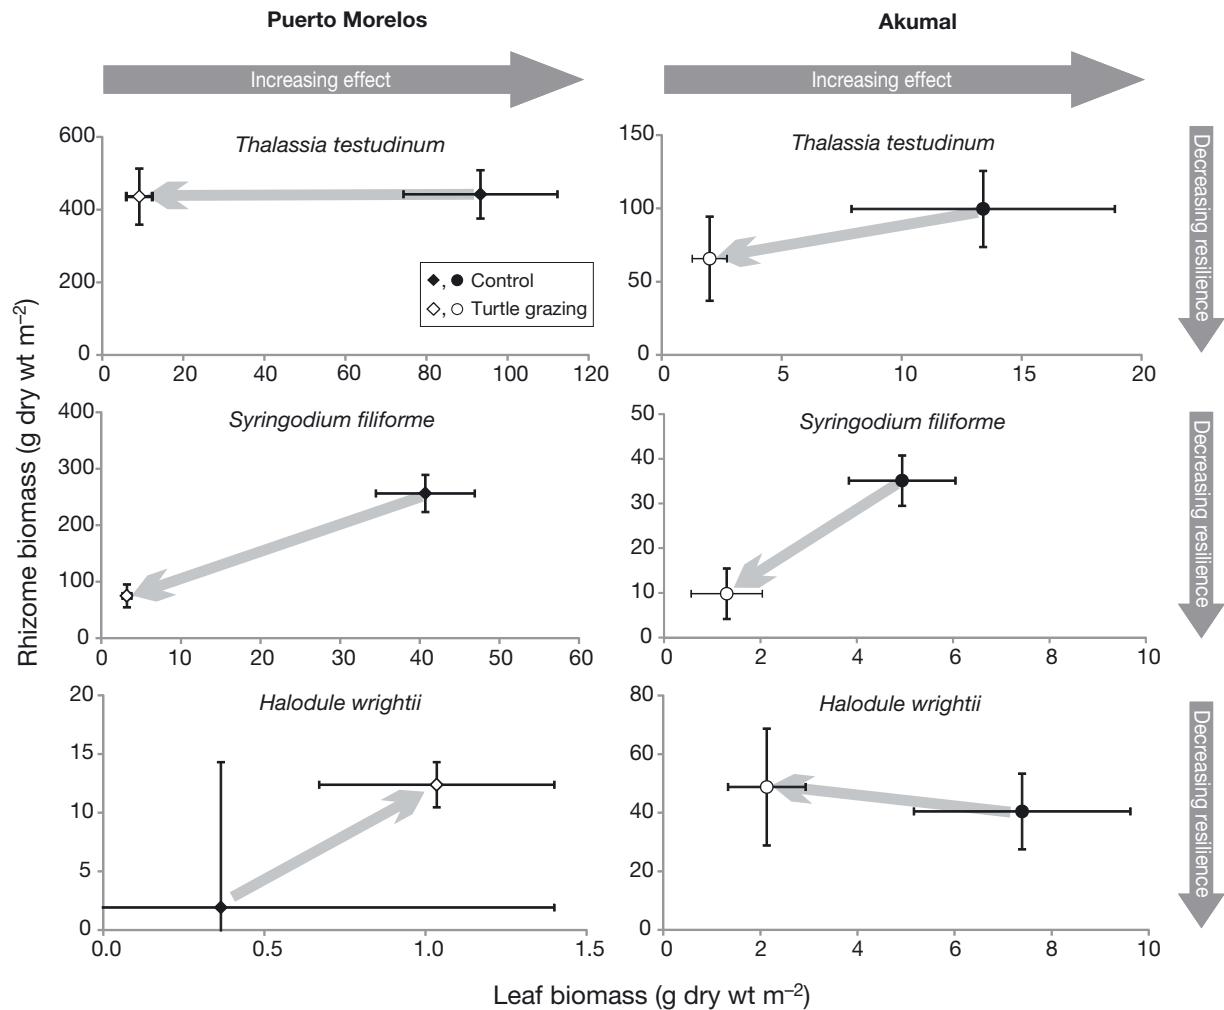 Puerto Morelos
Akumal
Increasing effect
Increasing effect
Rhizome biomass (g dry wt m–2)
Thalassia testudinum
600
400
200
0
0 20 40 60 80 100 120
◆, ● Control
◇, ○ Turtle grazing
Thalassia testudinum
150
100
50
0
0 5 10 15 20
Decreasing resilience
Syringodium filiforme
400
300
200
100
0
0 10 20 30 40 50 60
Syringodium filiforme
50
40
30
20
10
0
0 2 4 6 8 10
Decreasing resilience
Halodule wrightii
20
15
10
5
0
0.0 0.5 1.0 1.5
Halodule wrightii
80
60
40
20
0
0 2 4 6 8 10
Decreasing resilience
Leaf biomass (g dry wt m–2)